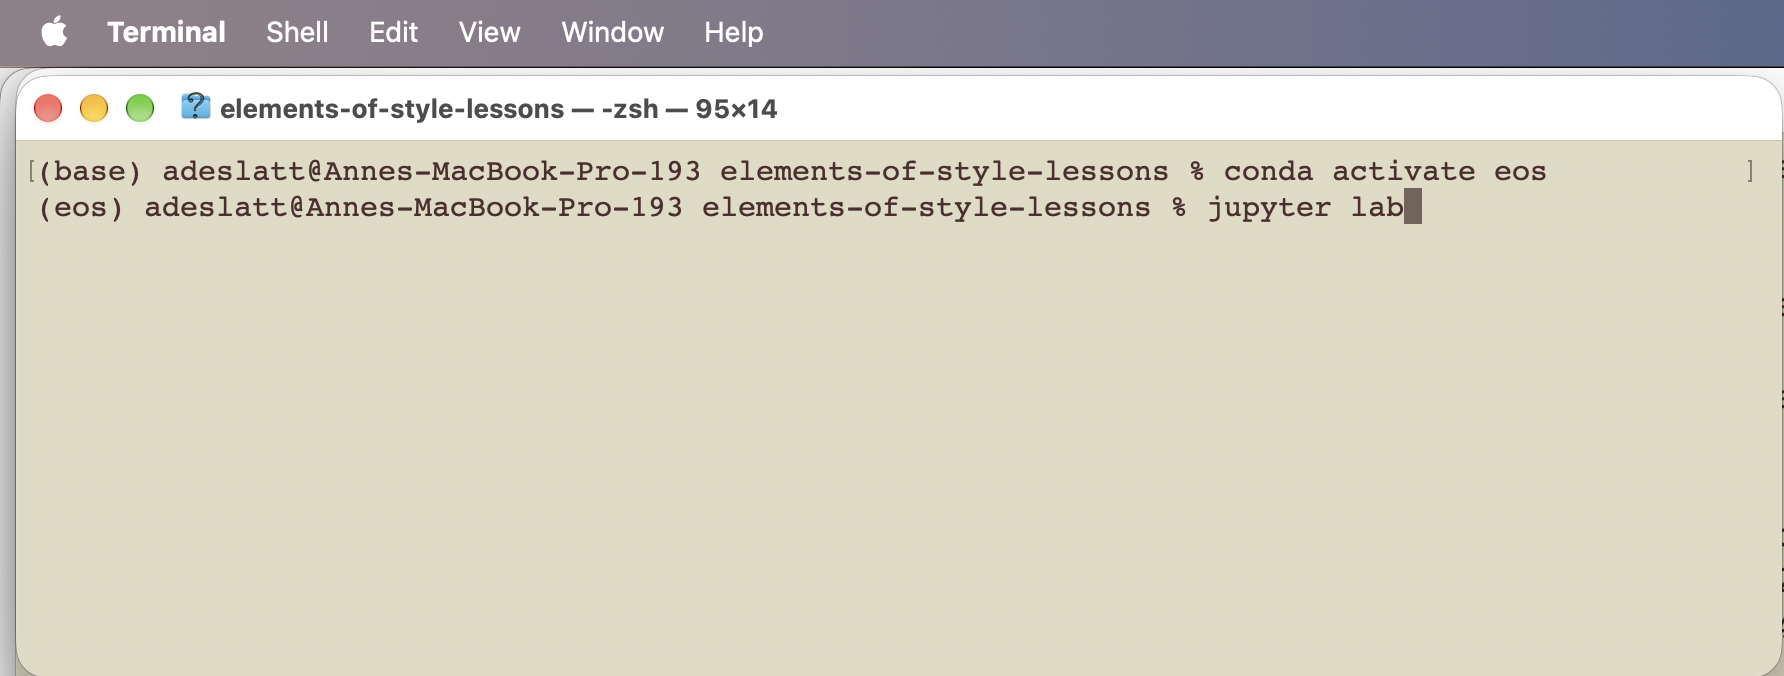 Terminal Shell Edit View Window Help
elements-of-style-lessons — -zsh — 95×14
[(base) adeslatt@Annes-MacBook-Pro-193 elements-of-style-lessons % conda activate eos ]
(eos) adeslatt@Annes-MacBook-Pro-193 elements-of-style-lessons % jupyter lab